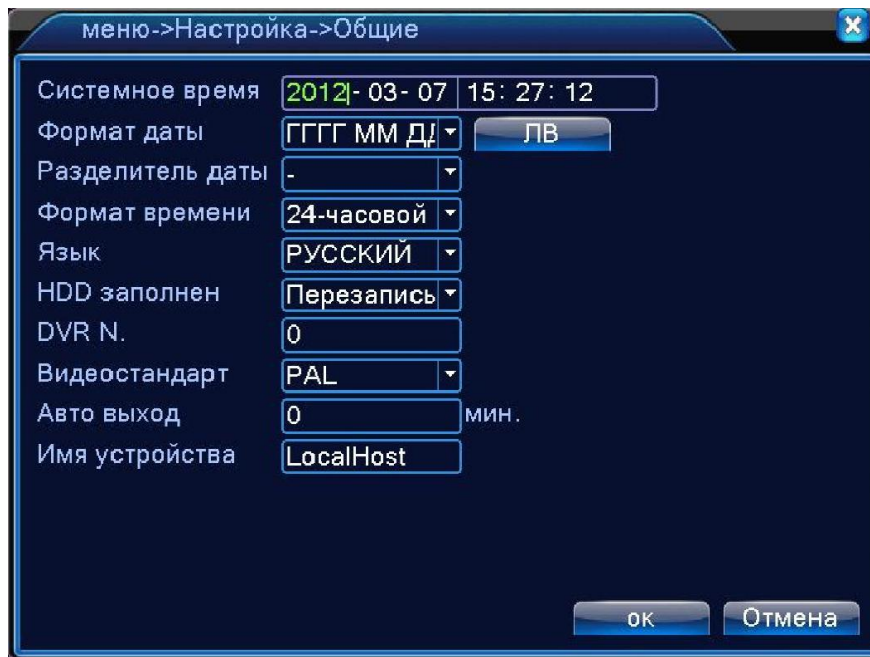 меню->Настройка->Общие
Системное время 2012- 03- 07 15: 27: 12
Формат даты ГГГГ ММ ДД ЛВ
Разделитель даты -
Формат времени 24-часовой
Язык РУССКИЙ
HDD заполнен Перезапись
DVR N. 0
Видеостандарт PAL
Авто выход 0 мин.
Имя устройства LocalHost
ок Отмена